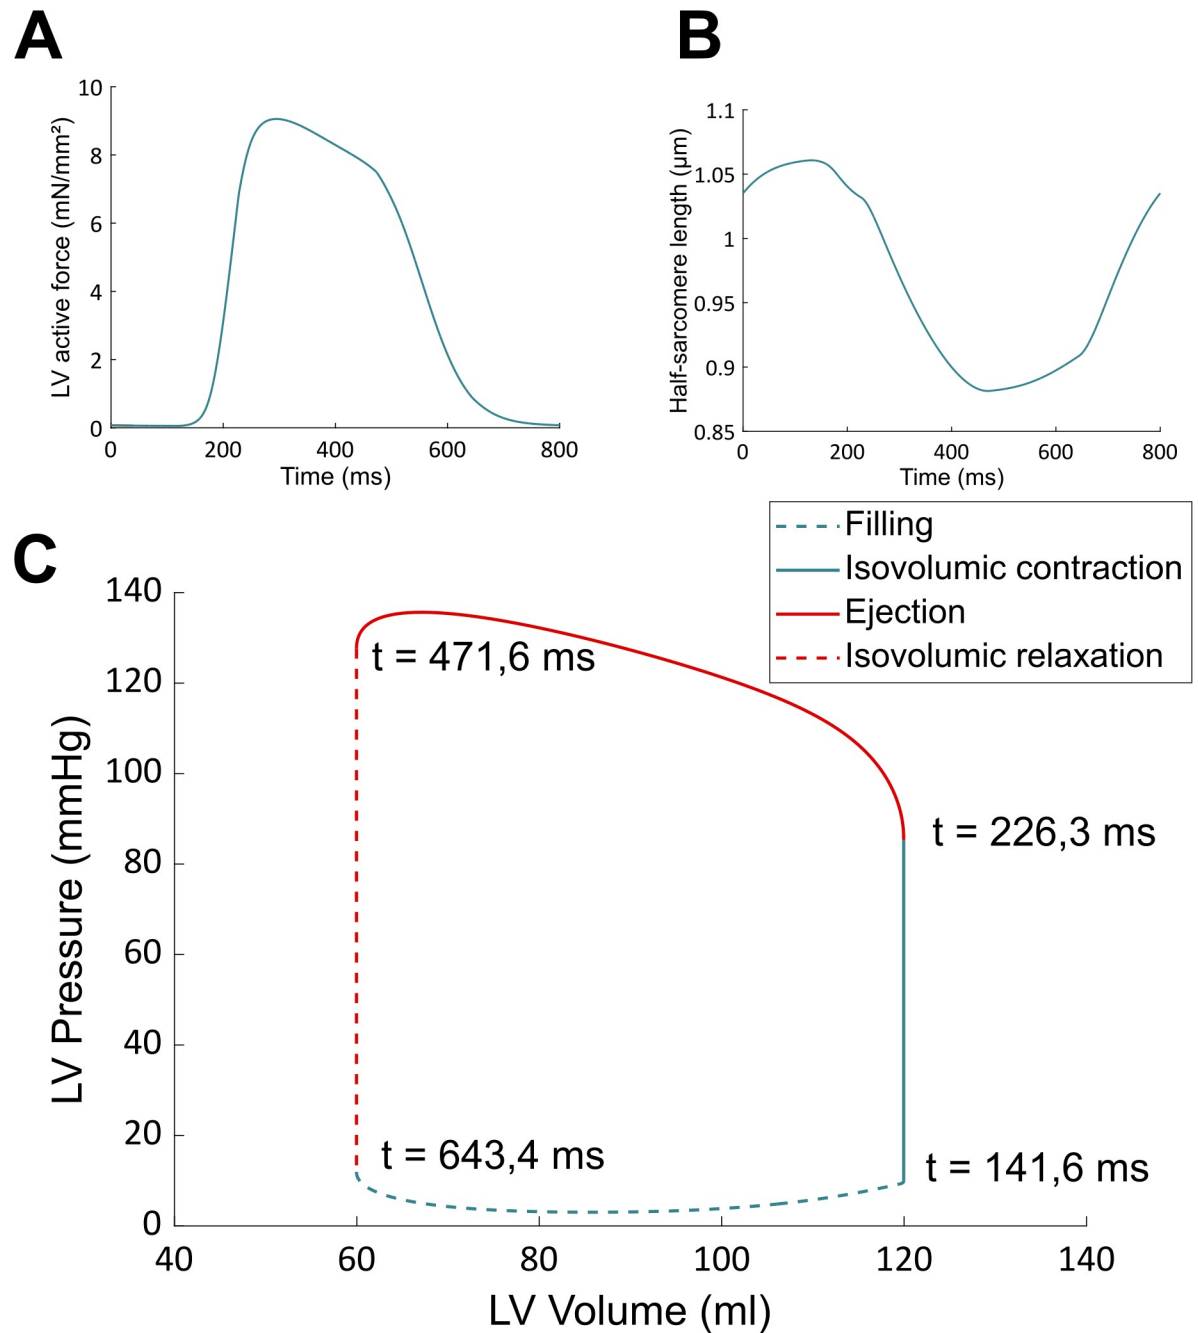 A
LV active force (mN/mm²)
10
8
6
4
2
0
0 200 400 600 800
Time (ms)
B
Half-sarcomere length (μm)
1.1
1.05
1
0.95
0.9
0.85
0 200 400 600 800
Time (ms)
Filling
Isovolumic contraction
Ejection
Isovolumic relaxation
C
LV Pressure (mmHg)
140
120
100
80
60
40
20
0
t = 471,6 ms
t = 226,3 ms
t = 643,4 ms
t = 141,6 ms
40 60 80 100 120 140
LV Volume (ml)